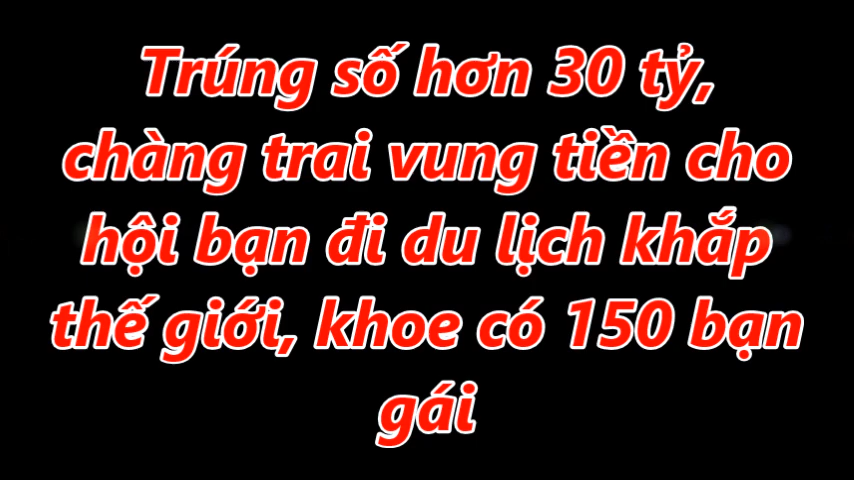 Trúng số hơn 30 tỷ,
chàng trai vung tiền cho
hội bạn đi du lịch khắp
thế giới, khoe có 150 bạn
gái